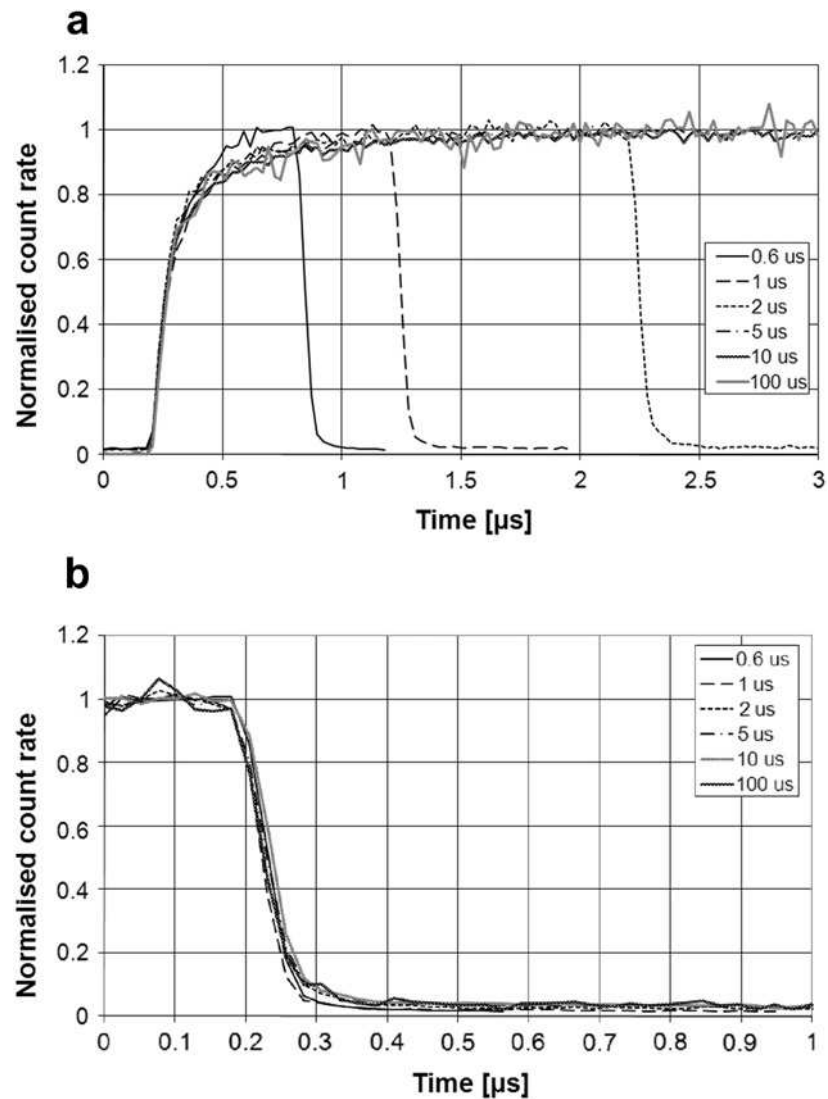 a
1.2
1
0.8
0.6
0.4
0.2
0
Normalised count rate
0.6 us
1 us
2 us
5 us
10 us
100 us
0 0.5 1 1.5 2 2.5 3
Time [µs]
b
1.2
1
0.8
0.6
0.4
0.2
0
Normalised count rate
0.6 us
1 us
2 us
5 us
10 us
100 us
0 0.1 0.2 0.3 0.4 0.5 0.6 0.7 0.8 0.9 1
Time [µs]